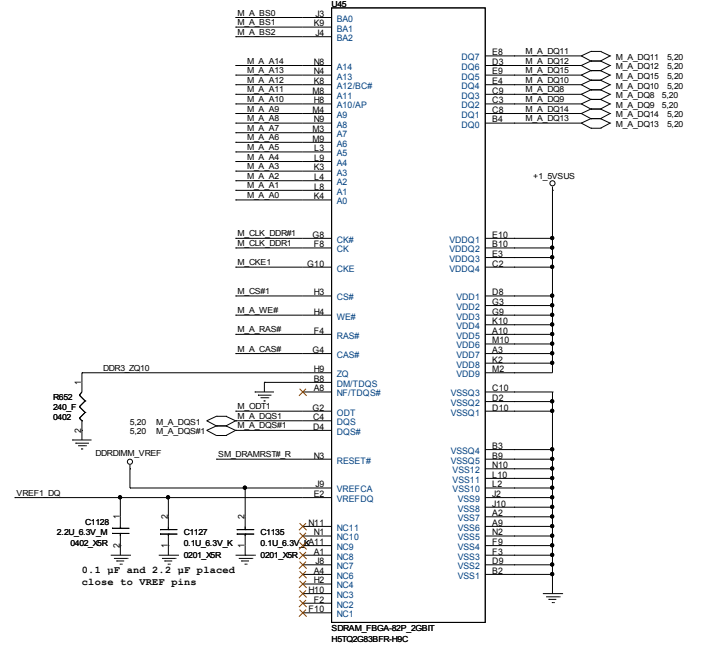 U45
M_A_BS0 J3 BA0
M_A_BS1 K9 BA1
M_A_BS2 J4 BA2
M_A_A14 N8 A14
M_A_A13 N4 A13
M_A_A12 K8 A12/BC#
M_A_A11 M8 A11
M_A_A10 H8 A10/AP
M_A_A9 M4 A9
M_A_A8 N9 A8
M_A_A7 M3 A7
M_A_A6 M9 A6
M_A_A5 L3 A5
M_A_A4 L9 A4
M_A_A3 K3 A3
M_A_A2 L4 A2
M_A_A1 L8 A1
M_A_A0 K4 A0
M_CLK_DDR#1 G8 CK#
M_CLK_DDR1 F8 CK
M_CKE1 G10 CKE
M_CS#1 H3 CS#
M_A_WE# H4 WE#
M_A_RAS# F4 RAS#
M_A_CAS# G4 CAS#
DDR3_ZQ10 H9 ZQ
B8 DM/TDQS
A8 NF/TDQS#
1
R652
240_F
0402
2
M_ODT1 G2 ODT
5,20 M_A_DQS1 M_A_DQS1 C4 DQS
5,20 M_A_DQS#1 M_A_DQS#1 D4 DQS#
DDRDIMM_VREF
SM_DRAMRST#_R N3 RESET#
J9 VREFCA
VREF1_DQ E2 VREFDQ
1
C1128
2.2U_6.3V_M
0402_X5R
2
1
C1127
0.1U_6.3V_K
0201_X5R
2
1
C1135
0.1U_6.3V_K
0201_X5R
2
0.1 µF and 2.2 µF placed
close to VREF pins
N11 NC11
N1 NC10
A11 NC9
A1 NC8
J8 NC7
A4 NC6
H2 NC4
H10 NC3
F2 NC2
F10 NC1
DQ7 E8 M_A_DQ11 M_A_DQ11 5,20
DQ6 D3 M_A_DQ12 M_A_DQ12 5,20
DQ5 E9 M_A_DQ15 M_A_DQ15 5,20
DQ4 E4 M_A_DQ10 M_A_DQ10 5,20
DQ3 C9 M_A_DQ8 M_A_DQ8 5,20
DQ2 C3 M_A_DQ9 M_A_DQ9 5,20
DQ1 C8 M_A_DQ14 M_A_DQ14 5,20
DQ0 B4 M_A_DQ13 M_A_DQ13 5,20
+1_5VSUS
VDDQ1 E10
VDDQ2 B10
VDDQ3 E3
VDDQ4 C2
VDD1 D8
VDD2 G3
VDD3 G9
VDD4 K10
VDD5 A10
VDD6 M10
VDD7 A3
VDD8 K2
VDD9 M2
VSSQ3 C10
VSSQ2 D2
VSSQ1 D10
VSSQ4 B3
VSSQ5 B9
VSS12 N10
VSS11 L10
VSS10 L2
VSS9 J2
VSS8 J10
VSS7 A2
VSS6 A9
VSS5 N2
VSS4 F9
VSS3 F3
VSS2 D9
VSS1 B2
SDRAM_FBGA-82P_2GBIT
H5TQ2G83BFR-H9C